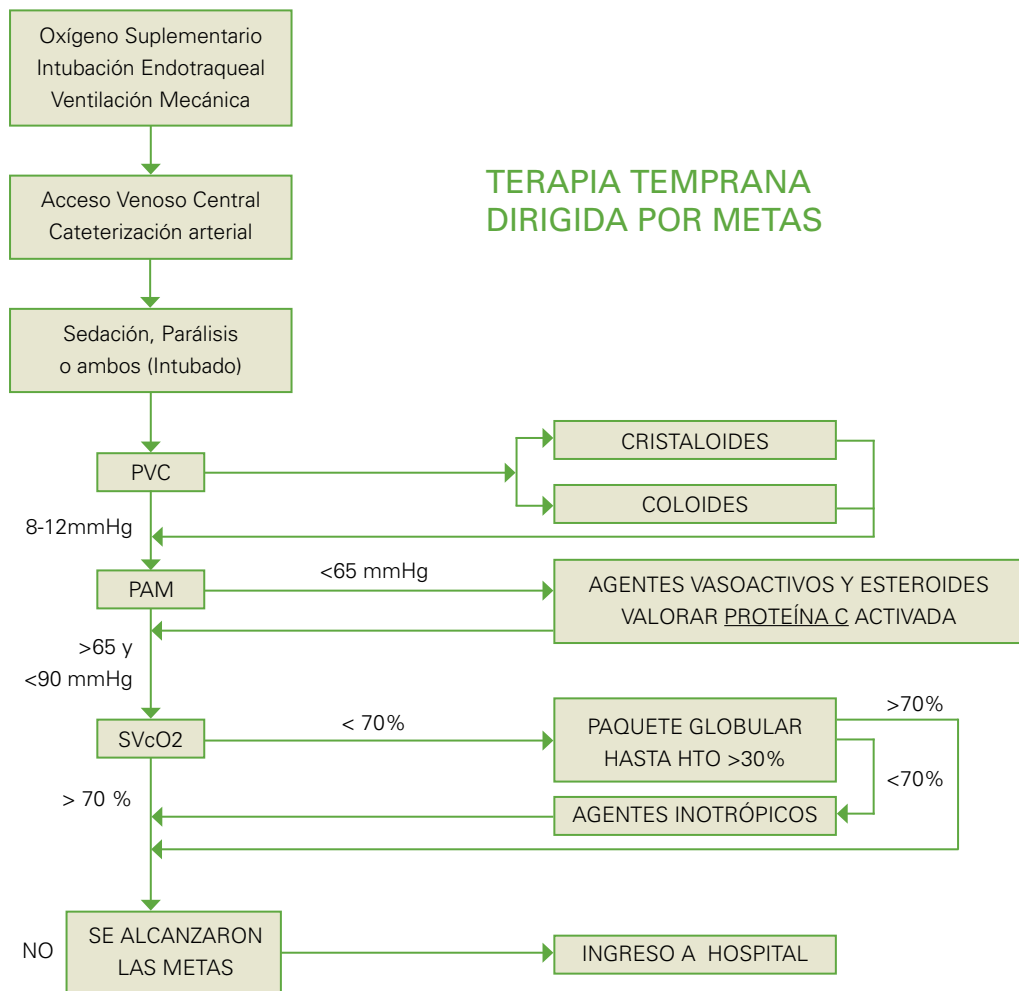 Oxígeno Suplementario
Intubación Endotraqueal
Ventilación Mecánica
TERAPIA TEMPRANA
DIRIGIDA POR METAS
Acceso Venoso Central
Cateterización arterial
Sedación, Parálisis
o ambos (Intubado)
PVC
CRISTALOIDES
COLOIDES
8-12mmHg
PAM
<65 mmHg
AGENTES VASOACTIVOS Y ESTEROIDES
VALORAR PROTEÍNA C ACTIVADA
>65 y
<90 mmHg
SVcO2
< 70%
PAQUETE GLOBULAR
HASTA HTO >30%
>70%
<70%
> 70 %
AGENTES INOTRÓPICOS
NO
SE ALCANZARON
LAS METAS
INGRESO A HOSPITAL